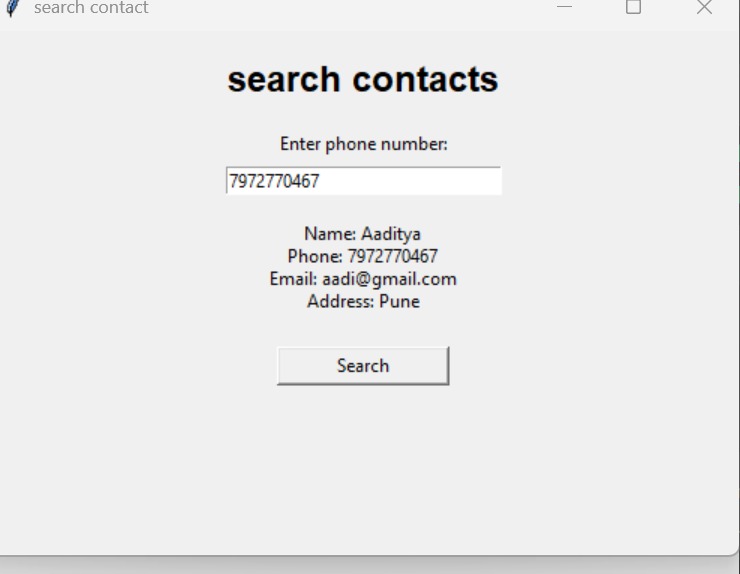 search contact
search contacts
Enter phone number:
7972770467
Name: Aaditya
Phone: 7972770467
Email: aadi@gmail.com
Address: Pune
Search